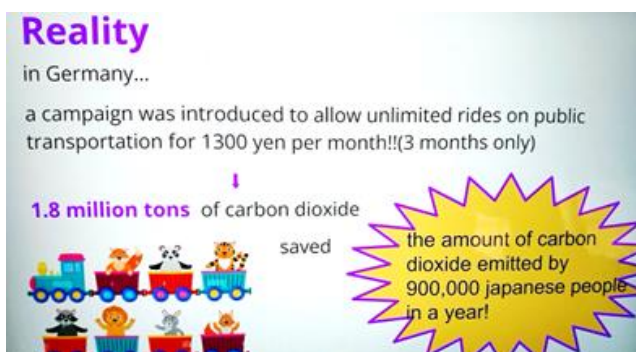 Reality
in Germany...
a campaign was introduced to allow unlimited rides on public
transportation for 1300 yen per month!!(3 months only)
1.8 million tons of carbon dioxide
saved
the amount of carbon
dioxide emitted by
900,000 japanese people
in a year!